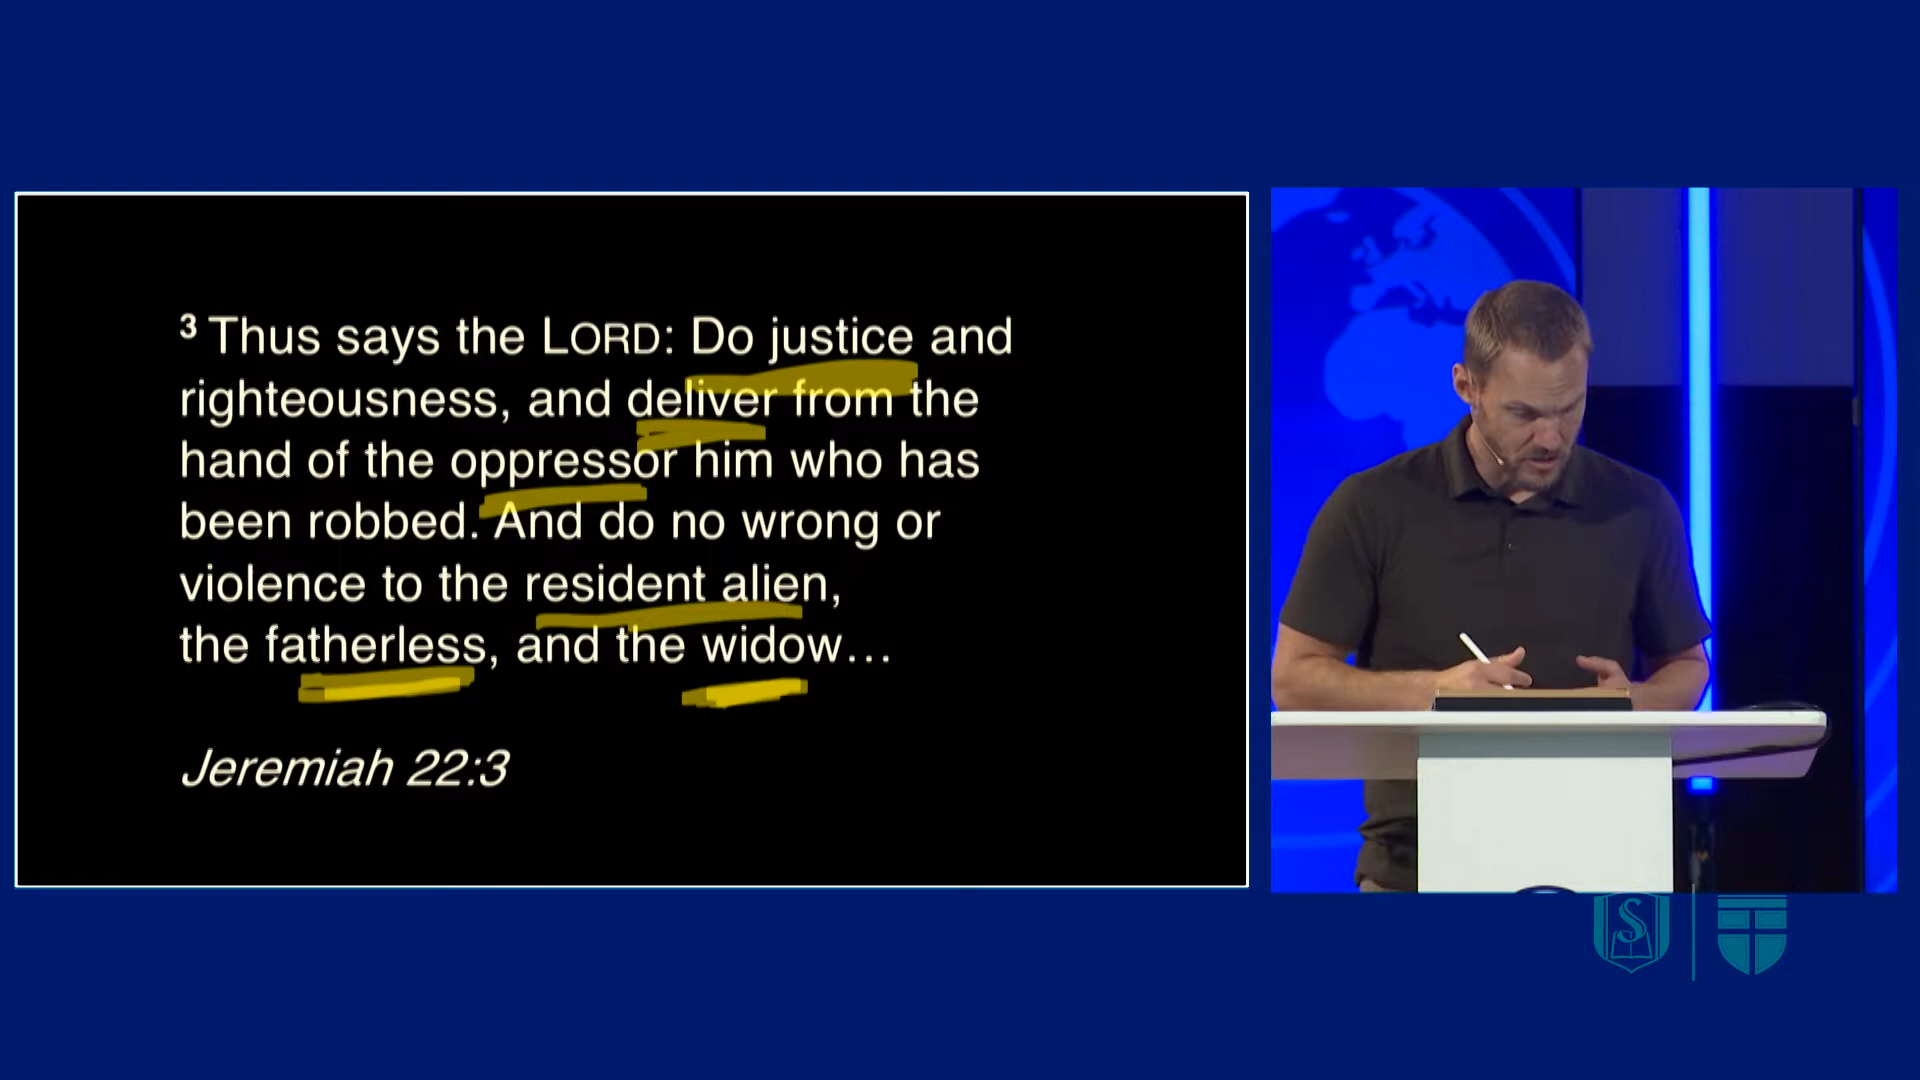 ³ Thus says the LORD: Do justice and
righteousness, and deliver from the
hand of the oppressor him who has
been robbed. And do no wrong or
violence to the resident alien,
the fatherless, and the widow…
Jeremiah 22:3
S